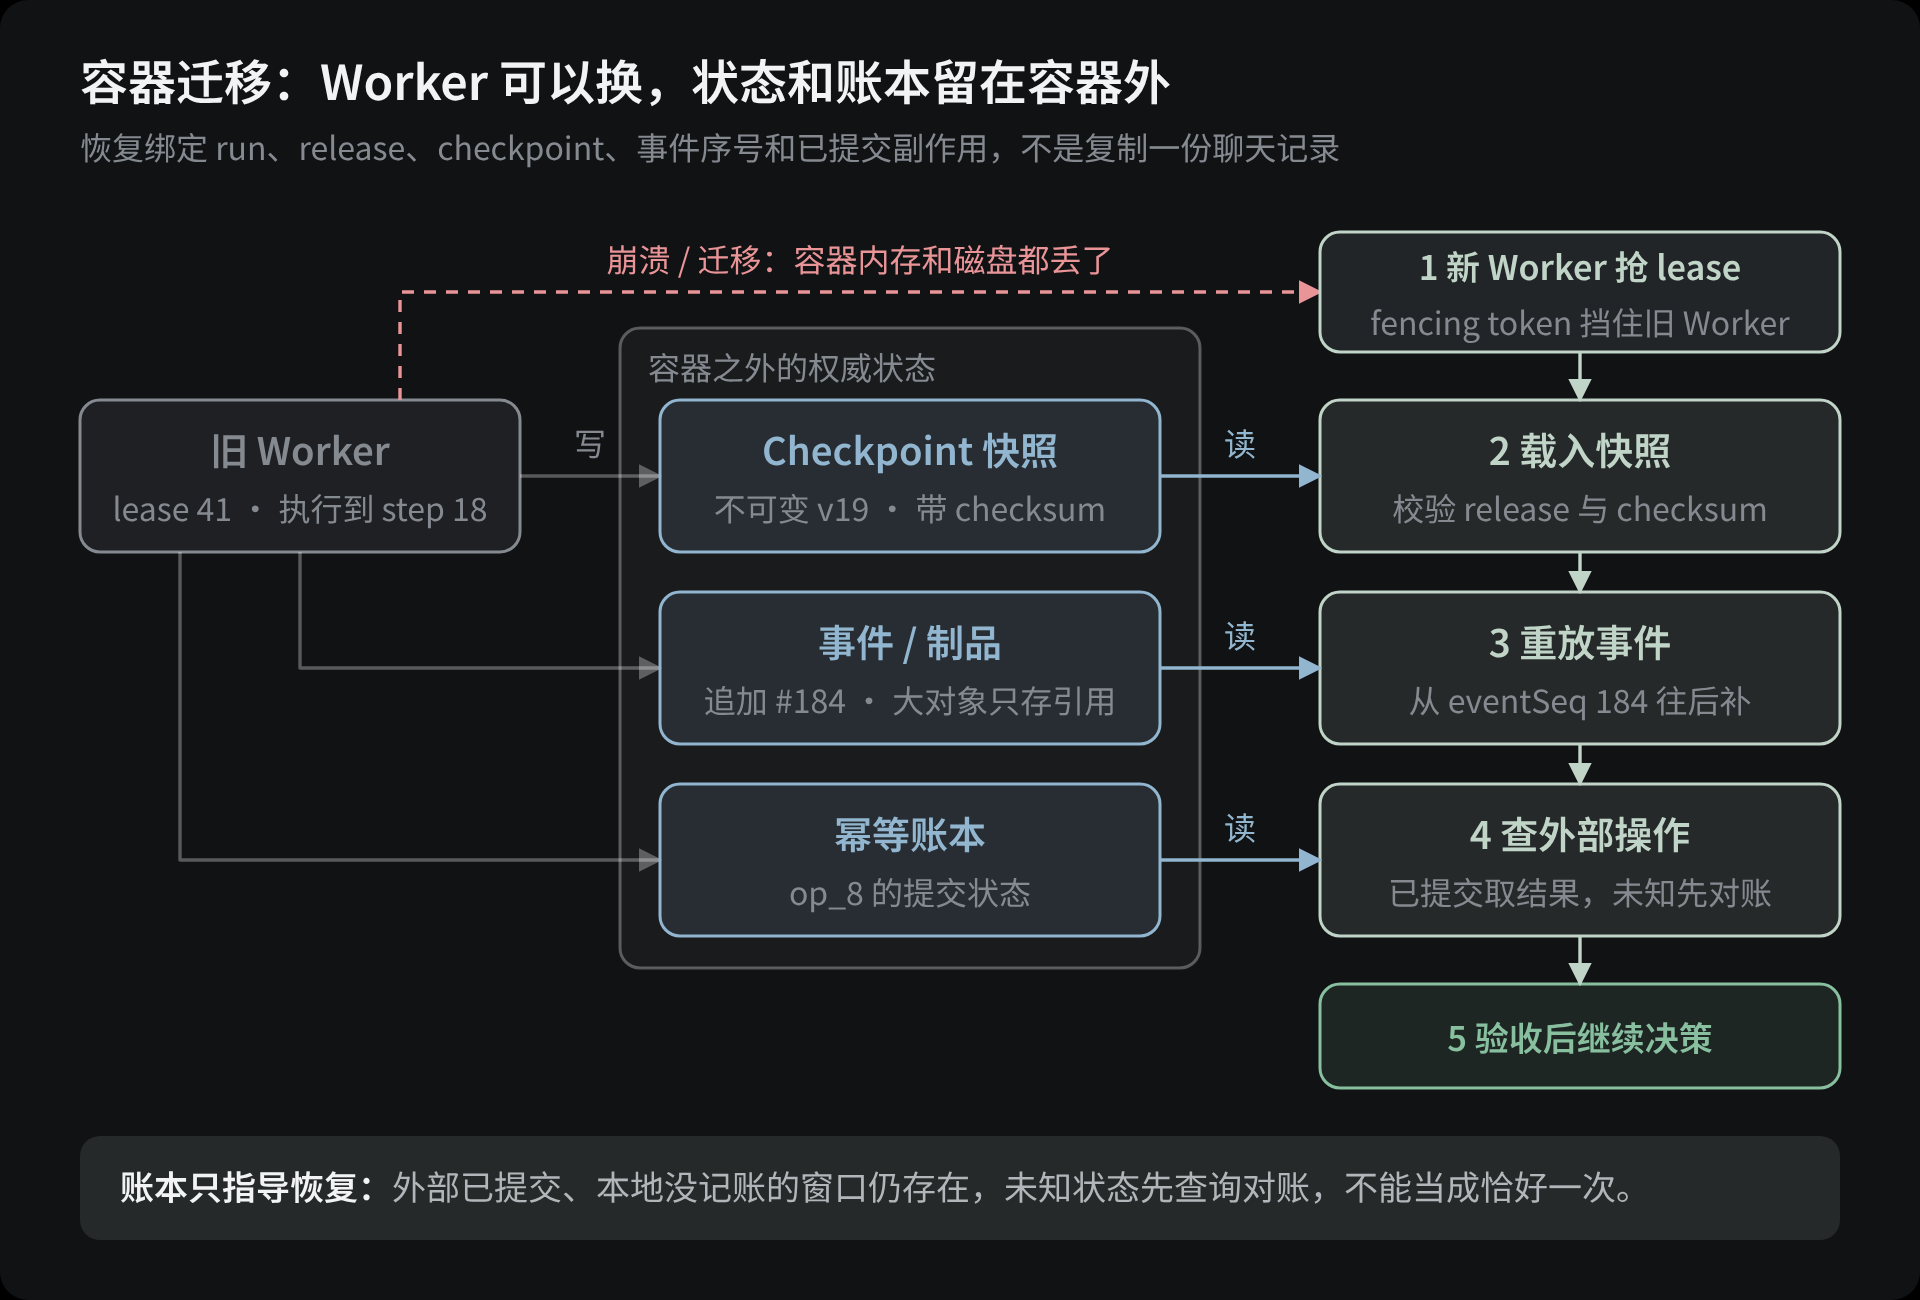 容器迁移：Worker 可以换，状态和账本留在容器外
恢复绑定 run、release、checkpoint、事件序号和已提交副作用，不是复制一份聊天记录
崩溃 / 迁移：容器内存和磁盘都丢了
1 新 Worker 抢 lease
fencing token 挡住旧 Worker
容器之外的权威状态
旧 Worker
lease 41 · 执行到 step 18
写
Checkpoint 快照
不可变 v19 · 带 checksum
读
2 载入快照
校验 release 与 checksum
事件 / 制品
追加 #184 · 大对象只存引用
读
3 重放事件
从 eventSeq 184 往后补
幂等账本
op_8 的提交状态
读
4 查外部操作
已提交取结果，未知先对账
5 验收后继续决策
账本只指导恢复：外部已提交、本地没记账的窗口仍存在，未知状态先查询对账，不能当成恰好一次。